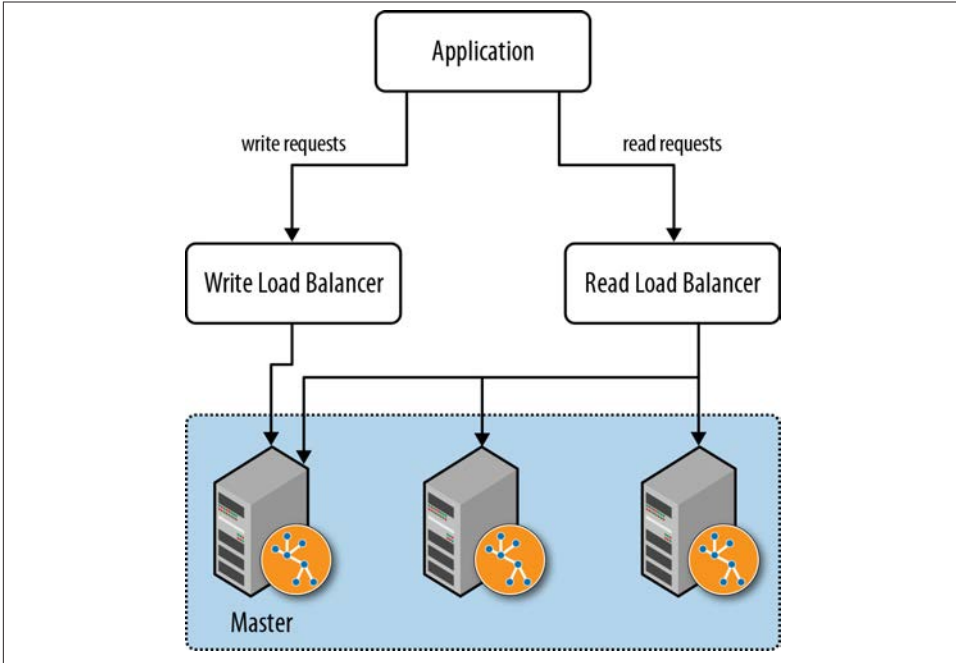 Application
write requests
read requests
Write Load Balancer
Read Load Balancer
Master